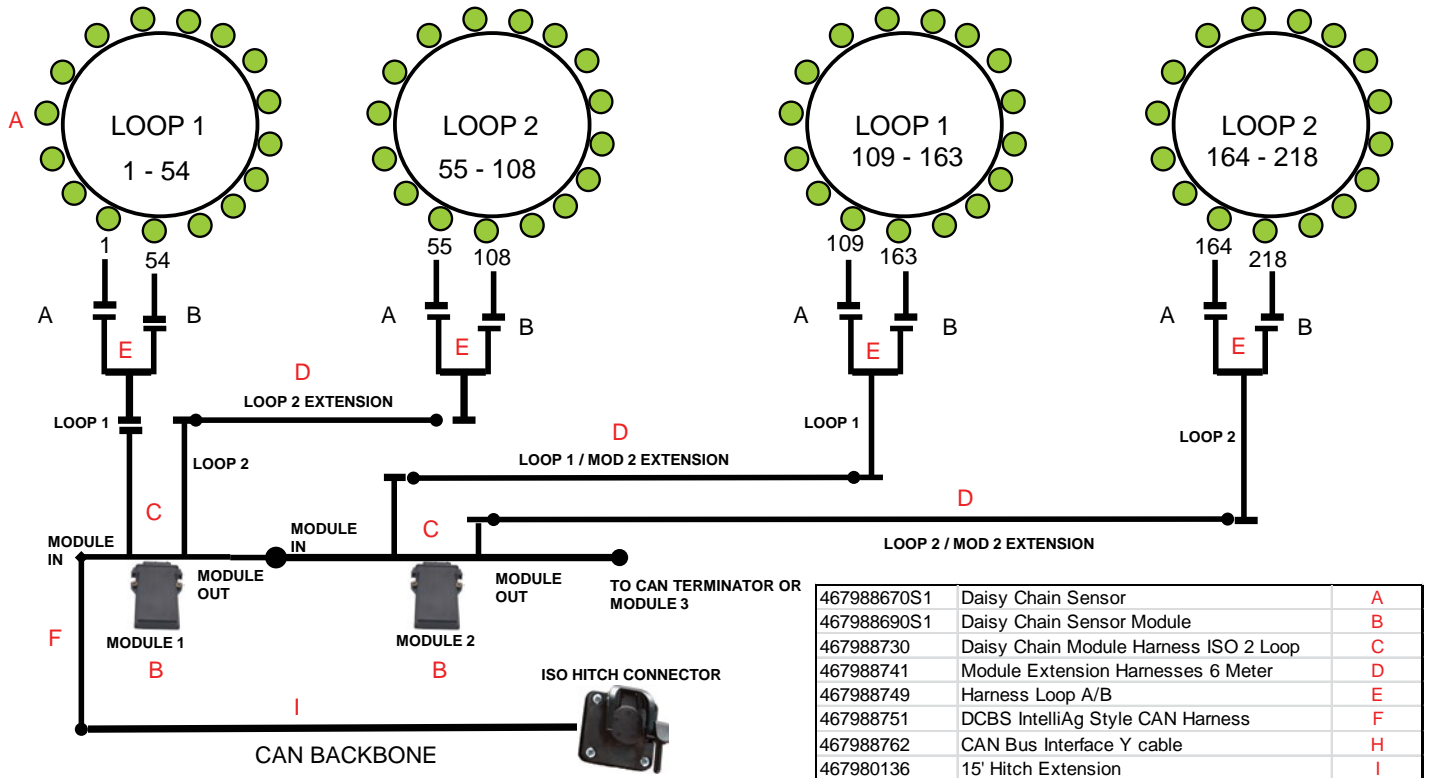 A
LOOP 1
1 - 54
LOOP 2
55 - 108
LOOP 1
109 - 163
LOOP 2
164 - 218
1
54
55
108
109
163
164
218
A
B
A
B
A
B
A
B
E
E
E
E
D
LOOP 2 EXTENSION
LOOP 1
LOOP 2
D
LOOP 1 / MOD 2 EXTENSION
LOOP 1
LOOP 2
D
LOOP 2 / MOD 2 EXTENSION
C
C
MODULE
IN
MODULE
OUT
MODULE
IN
MODULE
OUT
TO CAN TERMINATOR OR
MODULE 3
MODULE 1
B
MODULE 2
B
F
I
CAN BACKBONE
ISO HITCH CONNECTOR
467988670S1 Daisy Chain Sensor A
467988690S1 Daisy Chain Sensor Module B
467988730 Daisy Chain Module Harness ISO 2 Loop C
467988741 Module Extension Harnesses 6 Meter D
467988749 Harness Loop A/B E
467988751 DCBS IntelliAg Style CAN Harness F
467988762 CAN Bus Interface Y cable H
467980136 15' Hitch Extension I